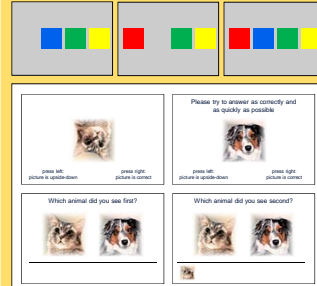 Please try to answer as correctly and
as quickly as possible
press left:
picture is upside-down
press right:
picture is correct
press left:
picture is upside-down
press right:
picture is correct
Which animal did you see first?
Which animal did you see second?